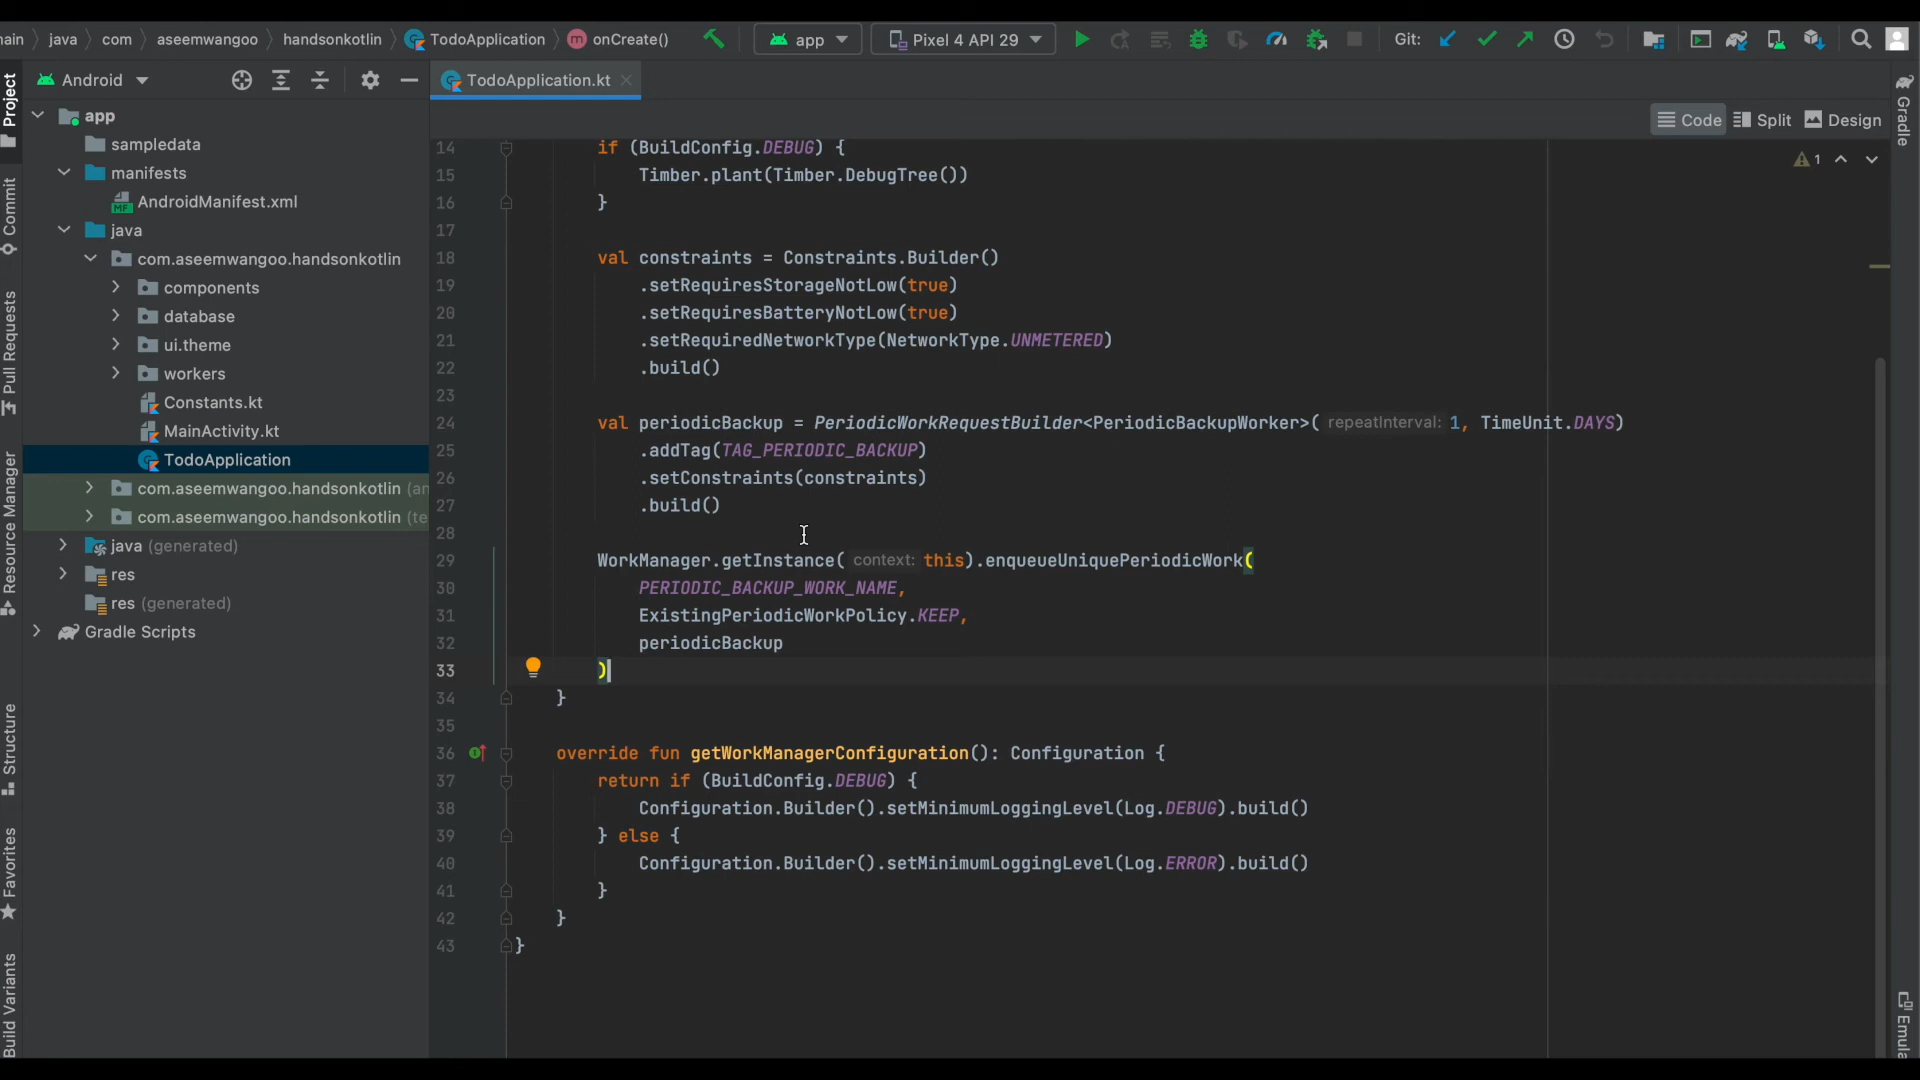 ain java com aseemwangoo handsonkotlin TodoApplication m onCreate() app Pixel 4 API 29 Git:
Android TodoApplication.kt
Code Split Design
Project
Commit
Pull Requests
Resource Manager
Structure
Favorites
Build Variants
app
sampledata
manifests
MF AndroidManifest.xml
java
com.aseemwangoo.handsonkotlin
components
database
ui.theme
workers
Constants.kt
MainActivity.kt
TodoApplication
com.aseemwangoo.handsonkotlin (an
com.aseemwangoo.handsonkotlin (te
java (generated)
res
res (generated)
Gradle Scripts
14 if (BuildConfig.DEBUG) {
15 Timber.plant(Timber.DebugTree())
16 }
17
18 val constraints = Constraints.Builder()
19 .setRequiresStorageNotLow(true)
20 .setRequiresBatteryNotLow(true)
21 .setRequiredNetworkType(NetworkType.UNMETERED)
22 .build()
23
24 val periodicBackup = PeriodicWorkRequestBuilder<PeriodicBackupWorker>( repeatInterval: 1, TimeUnit.DAYS)
25 .addTag(TAG_PERIODIC_BACKUP)
26 .setConstraints(constraints)
27 .build()
28
29 WorkManager.getInstance( context: this).enqueueUniquePeriodicWork(
30 PERIODIC_BACKUP_WORK_NAME,
31 ExistingPeriodicWorkPolicy.KEEP,
32 periodicBackup
33 )
34 }
35
36 override fun getWorkManagerConfiguration(): Configuration {
37 return if (BuildConfig.DEBUG) {
38 Configuration.Builder().setMinimumLoggingLevel(Log.DEBUG).build()
39 } else {
40 Configuration.Builder().setMinimumLoggingLevel(Log.ERROR).build()
41 }
42 }
43 }
1
Gradle
Emula